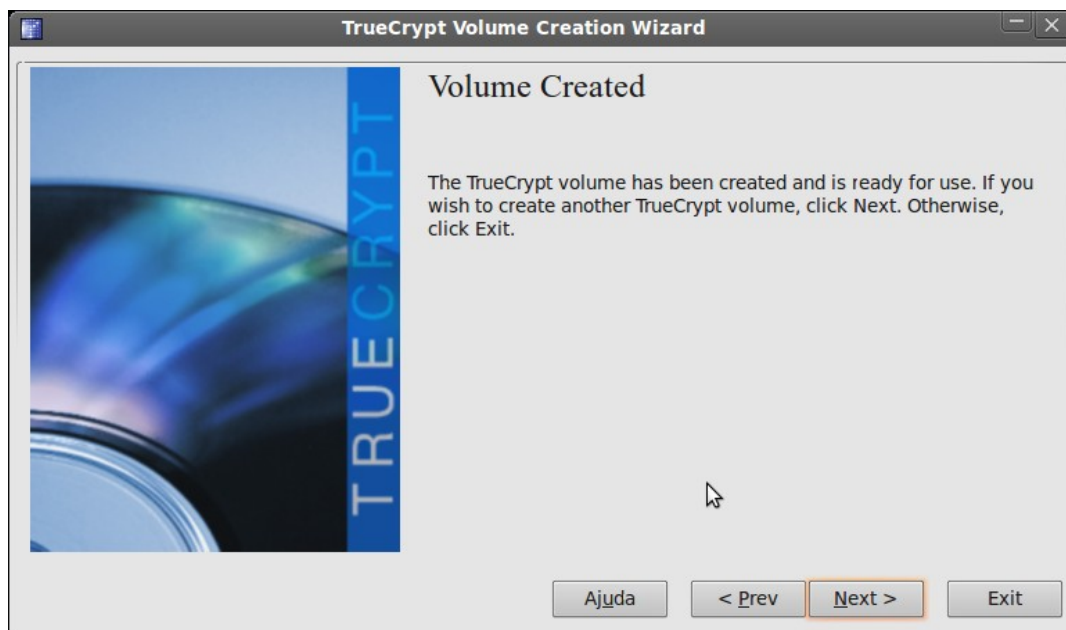 TrueCrypt Volume Creation Wizard
TRUECRYPT
Volume Created
The TrueCrypt volume has been created and is ready for use. If you
wish to create another TrueCrypt volume, click Next. Otherwise,
click Exit.
Ajuda
< Prev
Next >
Exit